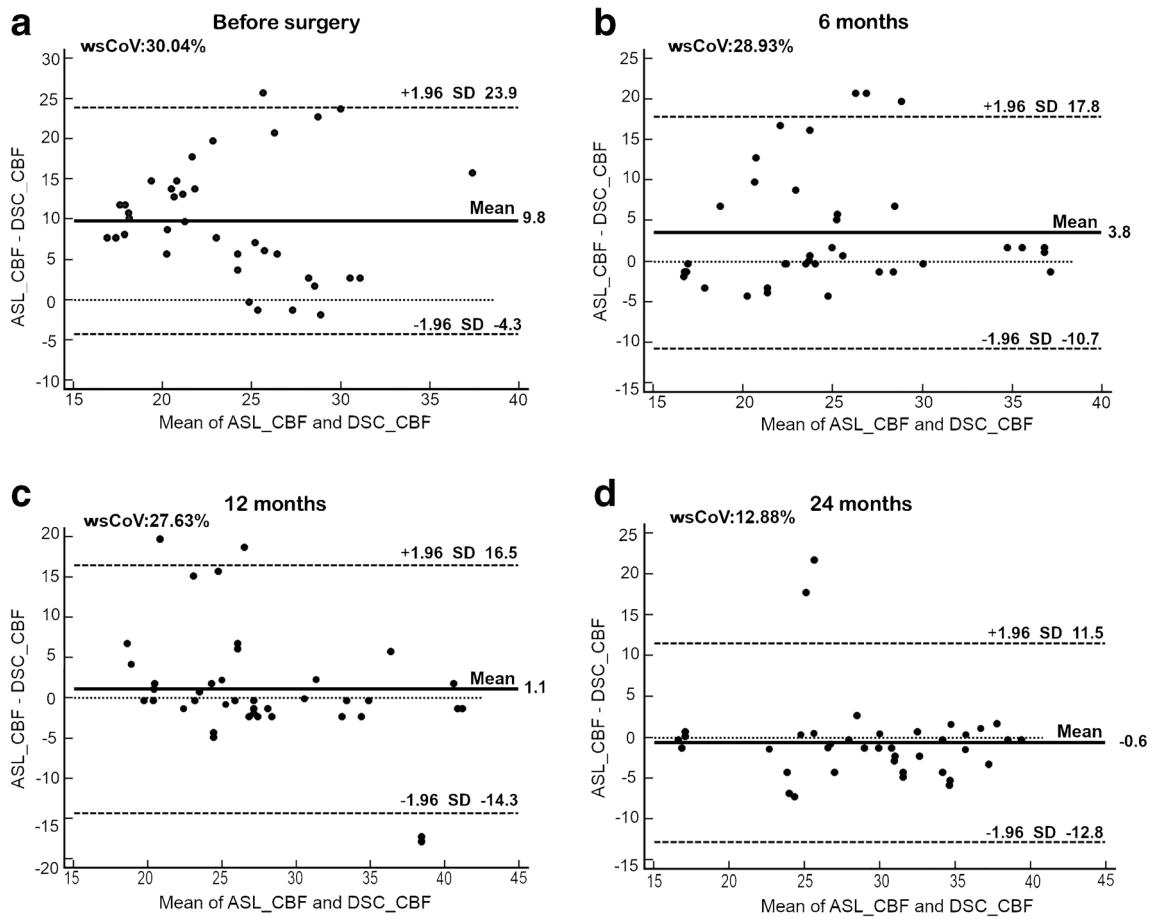 a
Before surgery
wsCoV:30.04%
30
25
20
15
10
5
0
-5
-10
+1.96 SD 23.9
Mean
9.8
-1.96 SD -4.3
15 20 25 30 35 40
ASL_CBF - DSC_CBF
Mean of ASL_CBF and DSC_CBF
b
6 months
wsCoV:28.93%
25
20
15
10
5
0
-5
-10
-15
+1.96 SD 17.8
Mean
3.8
-1.96 SD -10.7
15 20 25 30 35 40
ASL_CBF - DSC_CBF
Mean of ASL_CBF and DSC_CBF
c
12 months
wsCoV:27.63%
20
15
10
5
0
-5
-10
-15
-20
+1.96 SD 16.5
Mean
1.1
-1.96 SD -14.3
15 20 25 30 35 40 45
ASL_CBF - DSC_CBF
Mean of ASL_CBF and DSC_CBF
d
24 months
wsCoV:12.88%
25
20
15
10
5
0
-5
-10
-15
+1.96 SD 11.5
Mean
-0.6
-1.96 SD -12.8
15 20 25 30 35 40 45
ASL_CBF - DSC_CBF
Mean of ASL_CBF and DSC_CBF